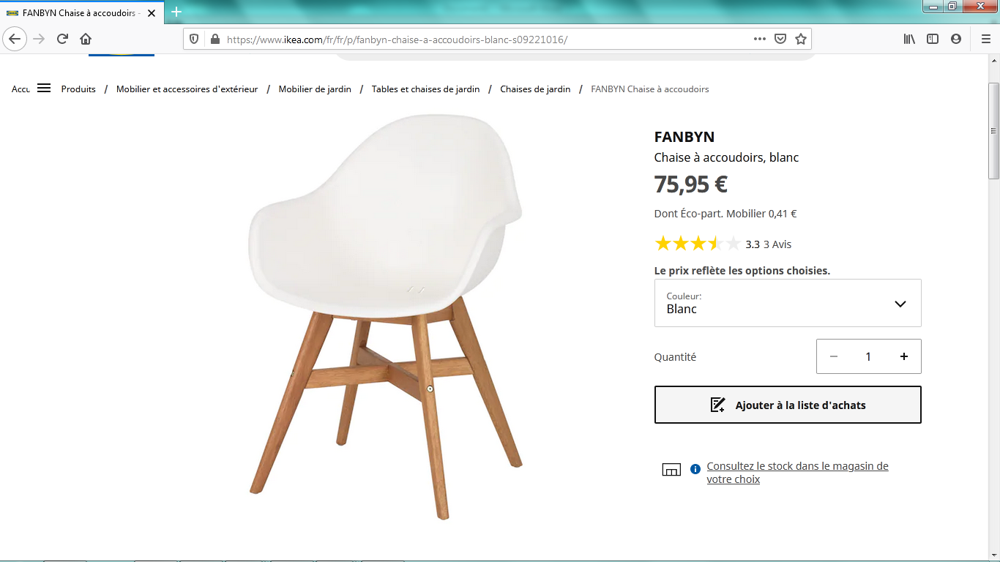 FANBYN Chaise à accoudoirs -
https://www.ikea.com/fr/fr/p/fanbyn-chaise-a-accoudoirs-blanc-s09221016/
Accu Produits / Mobilier et accessoires d'extérieur / Mobilier de jardin / Tables et chaises de jardin / Chaises de jardin / FANBYN Chaise à accoudoirs
FANBYN
Chaise à accoudoirs, blanc
75,95 €
Dont Éco-part. Mobilier 0,41 €
3.3 3 Avis
Le prix reflète les options choisies.
Couleur:
Blanc
Quantité
1
Ajouter à la liste d'achats
Consultez le stock dans le magasin de
votre choix